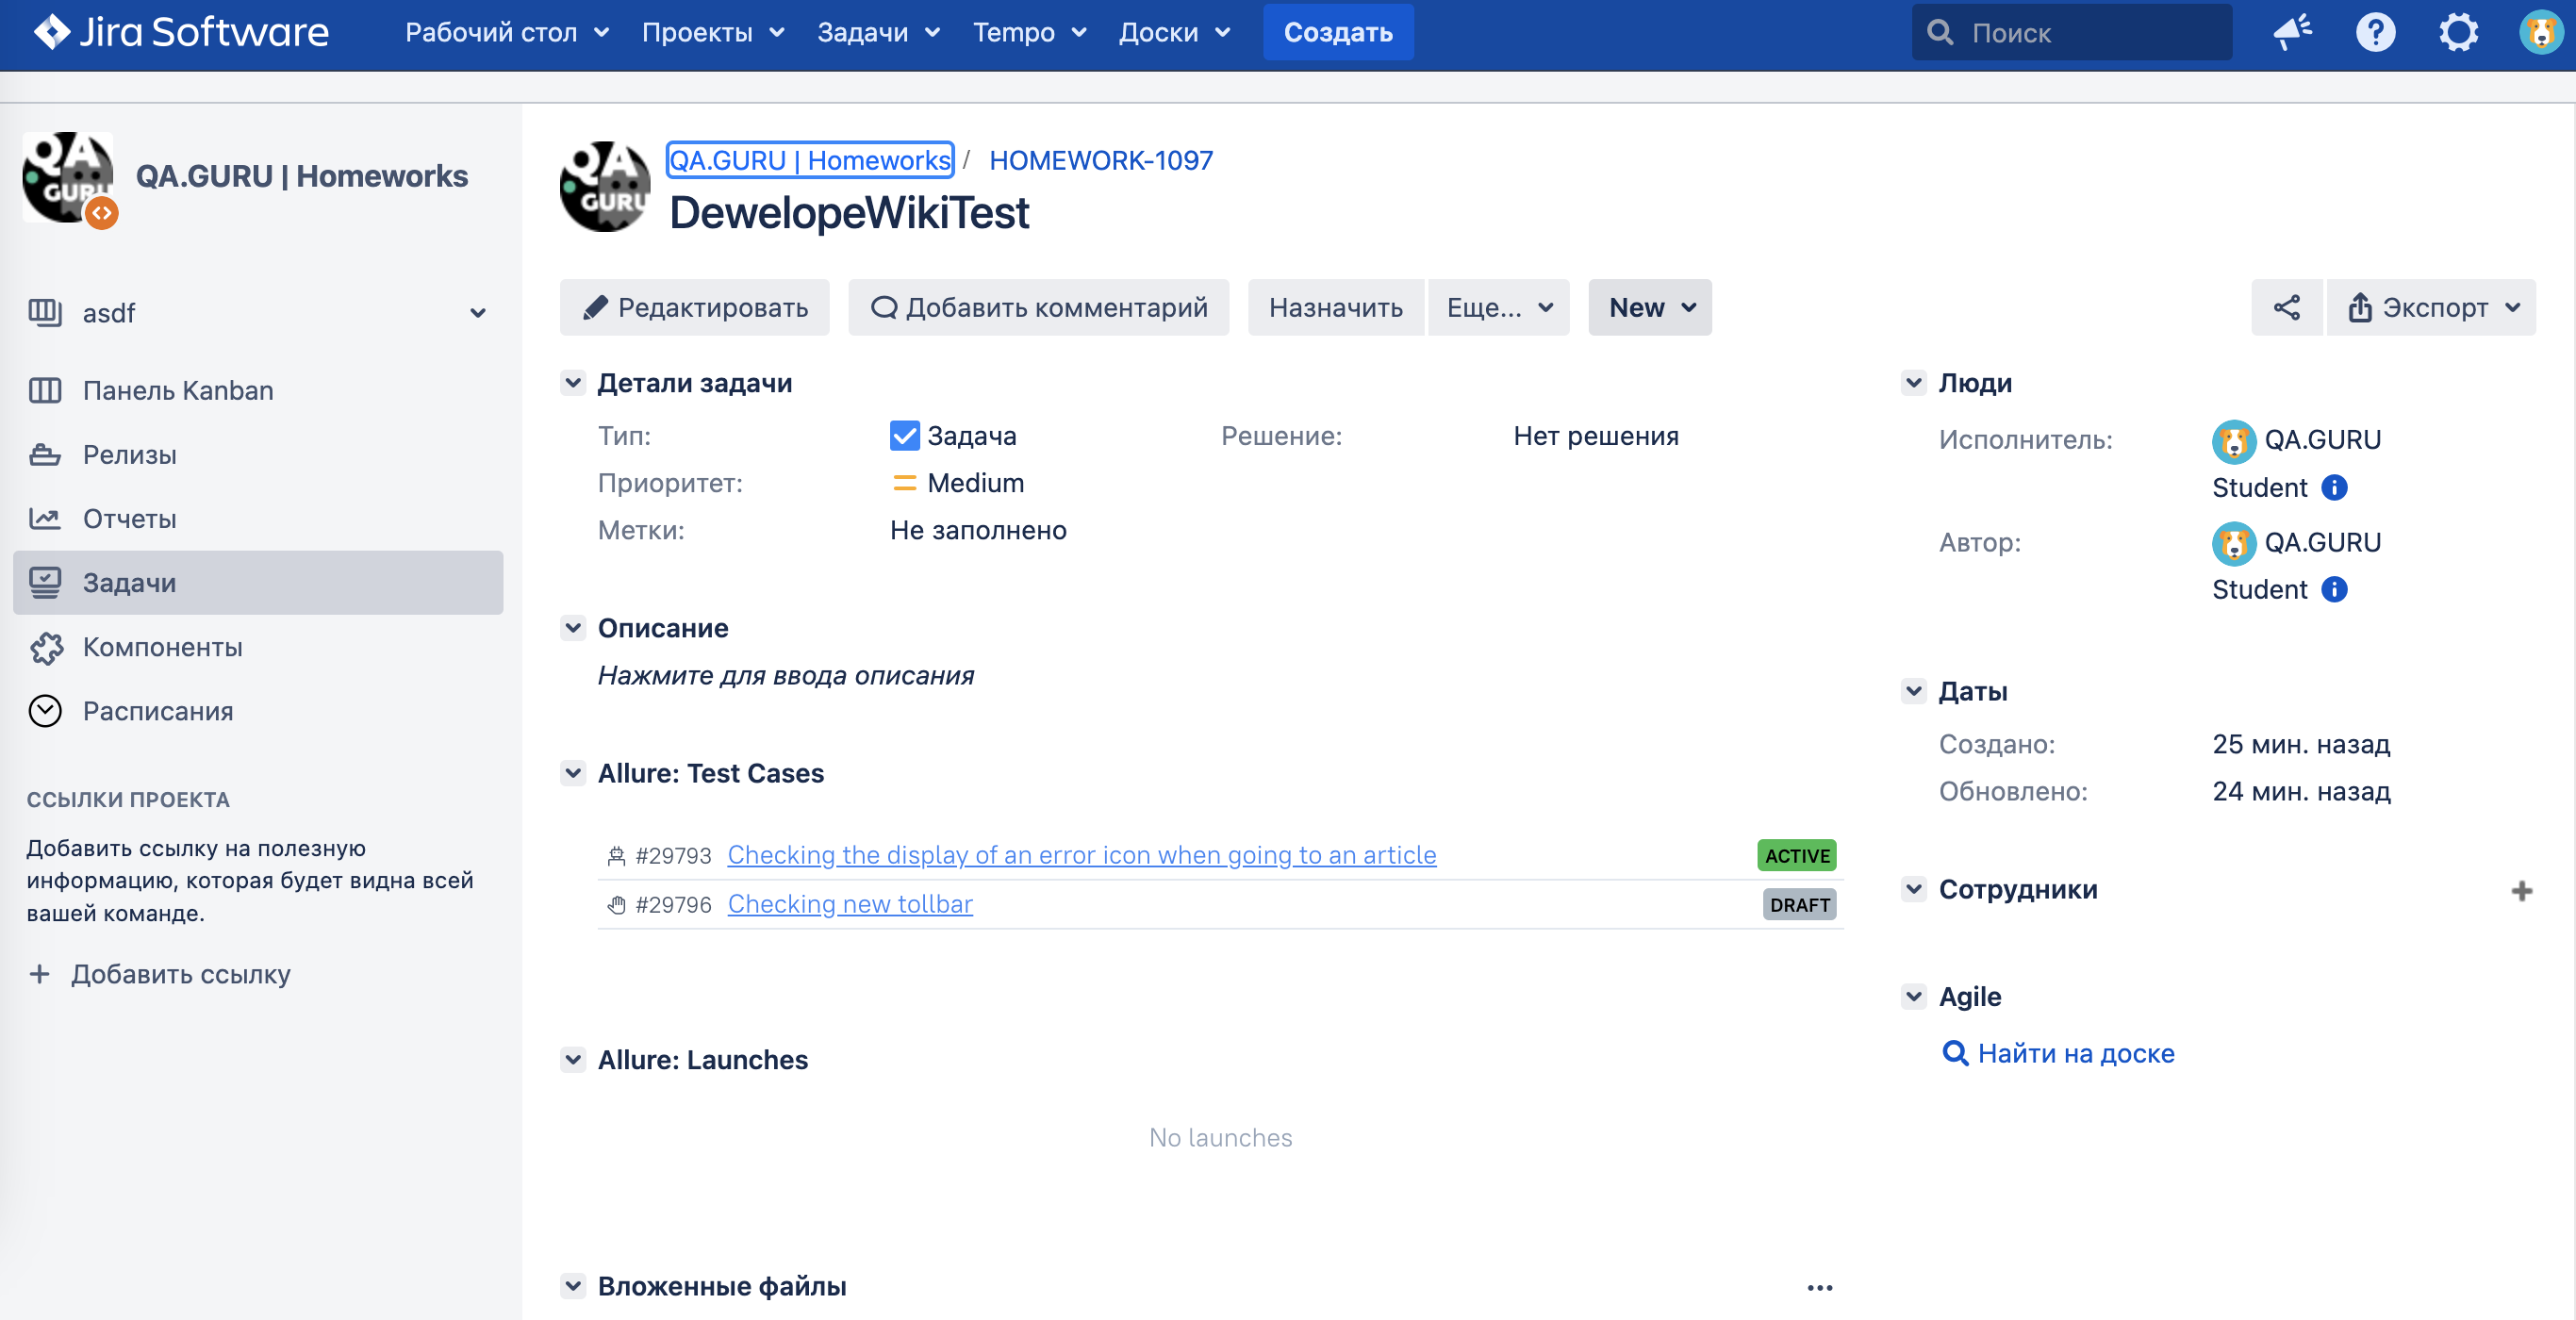 Jira Software
Рабочий стол
Проекты
Задачи
Tempo
Доски
Создать
Поиск
QA GURU
QA.GURU | Homeworks
asdf
Панель Kanban
Релизы
Отчеты
Задачи
Компоненты
Расписания
ССЫЛКИ ПРОЕКТА
Добавить ссылку на полезную
информацию, которая будет видна всей
вашей команде.
+ Добавить ссылку
QA GURU
QA.GURU | Homeworks / HOMEWORK-1097
DewelopeWikiTest
Редактировать
Добавить комментарий
Назначить
Еще...
New
Экспорт
Детали задачи
Тип: Задача
Решение: Нет решения
Приоритет: Medium
Метки: Не заполнено
Описание
Нажмите для ввода описания
Allure: Test Cases
#29793 Checking the display of an error icon when going to an article ACTIVE
#29796 Checking new tollbar DRAFT
Allure: Launches
No launches
Вложенные файлы
Люди
Исполнитель: QA.GURU
Student
Автор: QA.GURU
Student
Даты
Создано: 25 мин. назад
Обновлено: 24 мин. назад
Сотрудники
Agile
Найти на доске